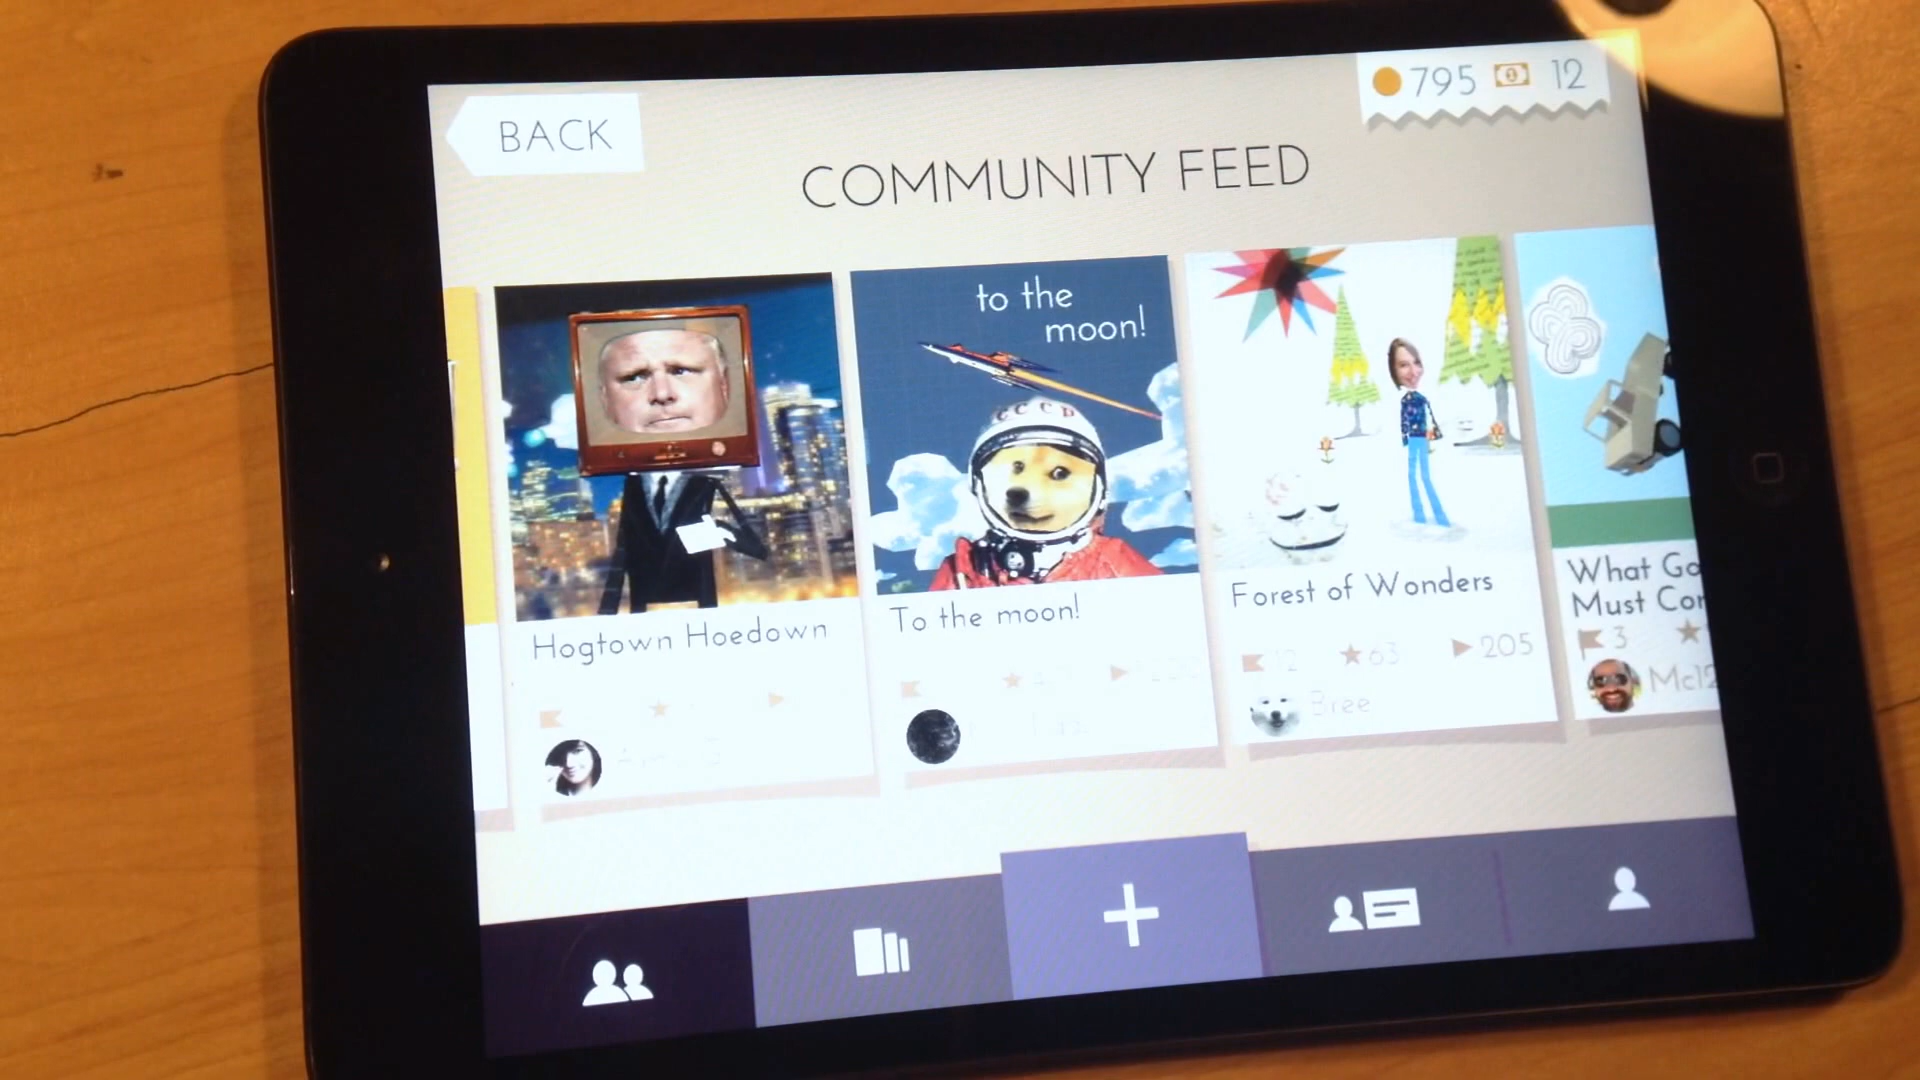 BACK
795 12
COMMUNITY FEED
to the
moon!
CCCP
Hogtown Hoedown
To the moon!
Forest of Wonders
12 63 205
Bree
What Go
Must Con
3
Mc12